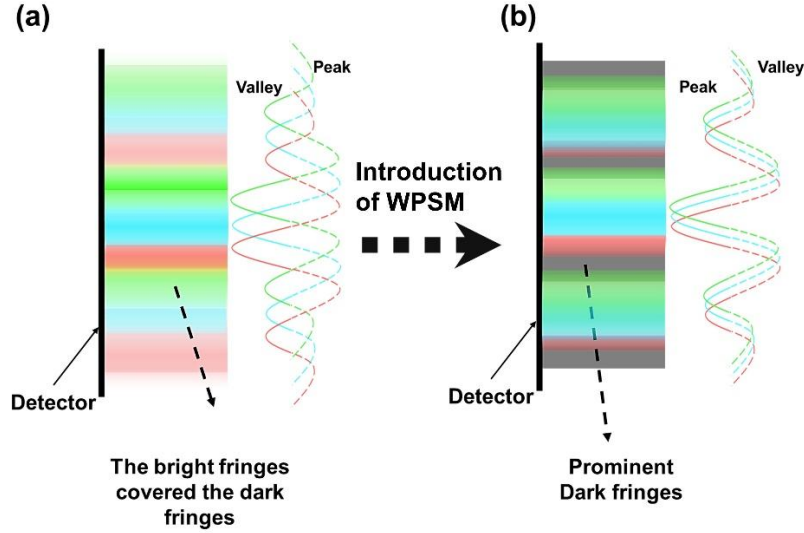 (a)
Peak
Valley
Detector
The bright fringes
covered the dark
fringes
Introduction
of WPSM
(b)
Valley
Peak
Detector
Prominent
Dark fringes